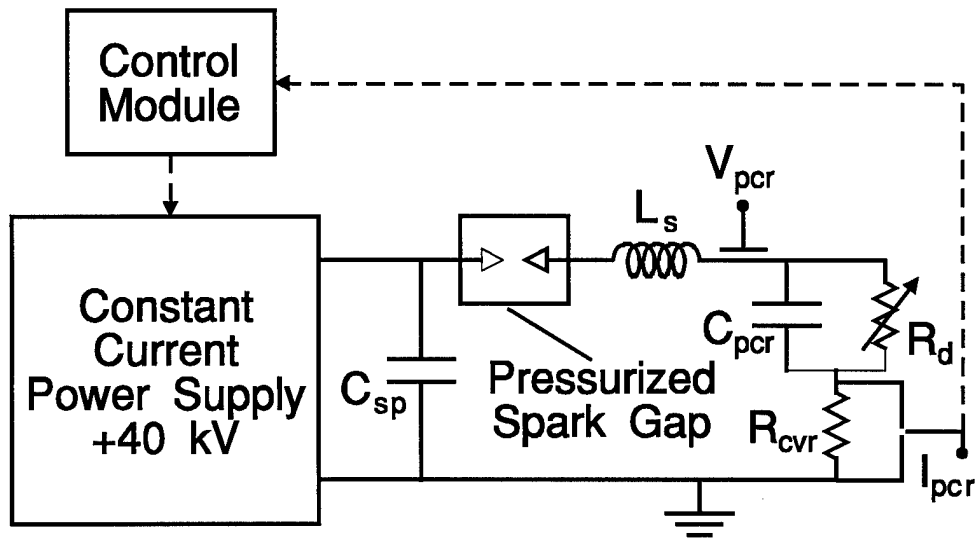 Control
Module
Constant
Current
Power Supply
+40 kV
C_sp
Pressurized
Spark Gap
L_s
V_pcr
C_pcr
R_d
R_cvr
I_pcr